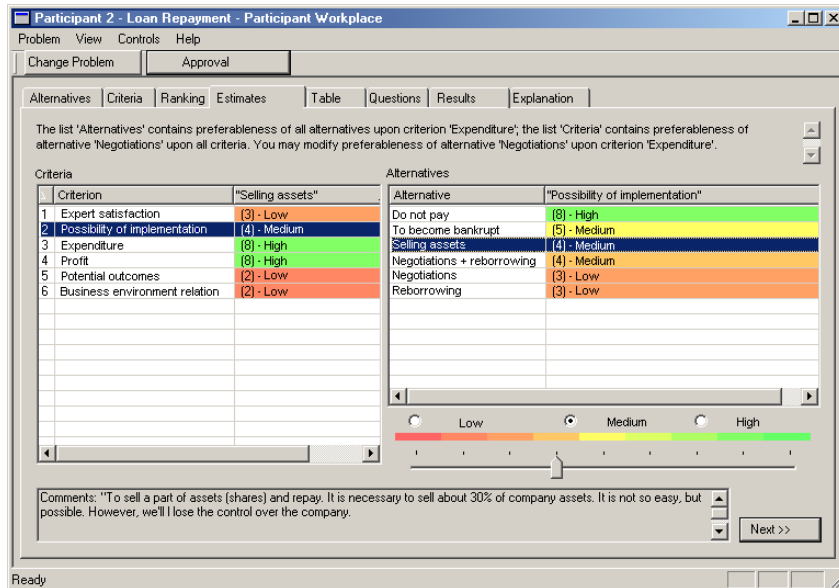 Participant 2 - Loan Repayment - Participant Workplace
Problem View Controls Help
Change Problem Approval
Alternatives Criteria Ranking Estimates Table Questions Results Explanation
The list 'Alternatives' contains preferableness of all alternatives upon criterion 'Expenditure'; the list 'Criteria' contains preferableness of
alternative 'Negotiations' upon all criteria. You may modify preferableness of alternative 'Negotiations' upon criterion 'Expenditure'.
Criteria
Criterion "Selling assets"
1 Expert satisfaction (3) - Low
2 Possibility of implementation (4) - Medium
3 Expenditure (8) - High
4 Profit (8) - High
5 Potential outcomes (2) - Low
6 Business environment relation (2) - Low
Alternatives
Alternative "Possibility of implementation"
Do not pay (8) - High
To become bankrupt (5) - Medium
Selling assets (4) - Medium
Negotiations + reborrowing (4) - Medium
Negotiations (3) - Low
Reborrowing (3) - Low
Low Medium High
Comments: "To sell a part of assets (shares) and repay. It is necessary to sell about 30% of company assets. It is not so easy, but
possible. However, we'll l lose the control over the company.
Next >>
Ready